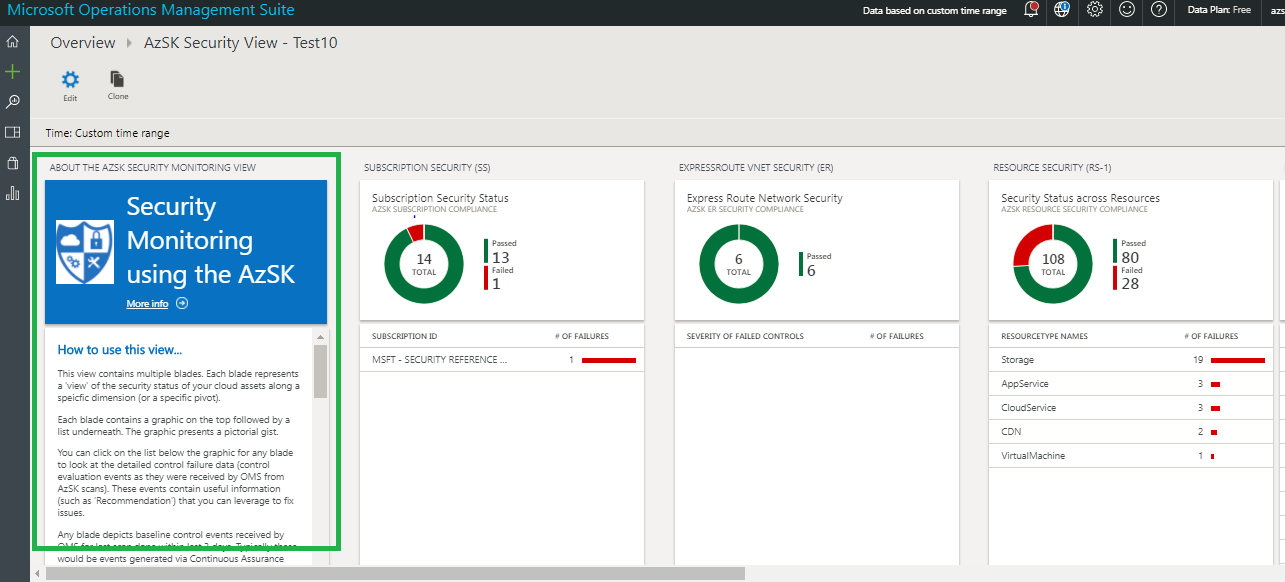 Microsoft Operations Management Suite
Data based on custom time range
Data Plan: Free
azs
Overview
AzSK Security View - Test10
Edit
Clone
Time: Custom time range
ABOUT THE AZSK SECURITY MONITORING VIEW
Security
Monitoring
using the AzSK
More info
How to use this view...
This view contains multiple blades. Each blade represents
a 'view' of the security status of your cloud assets along a
speicfic dimension (or a specific pivot).
Each blade contains a graphic on the top followed by a
list underneath. The graphic presents a pictorial gist.
You can click on the list below the graphic for any blade
to look at the detailed control failure data (control
evaluation events as they were received by OMS from
AzSK scans). These events contain useful information
(such as 'Recommendation') that you can leverage to fix
issues.
Any blade depicts baseline control events received by
OMS for last scan done within last 3 days. Typically these
would be events generated via Continuous Assurance
SUBSCRIPTION SECURITY (SS)
Subscription Security Status
AZSK SUBSCRIPTION COMPLIANCE
14
TOTAL
Passed
13
Failed
1
SUBSCRIPTION ID # OF FAILURES
MSFT - SECURITY REFERENCE ... 1
EXPRESSROUTE VNET SECURITY (ER)
Express Route Network Security
AZSK ER SECURITY COMPLIANCE
6
TOTAL
Passed
6
SEVERITY OF FAILED CONTROLS # OF FAILURES
RESOURCE SECURITY (RS-1)
Security Status across Resources
AZSK RESOURCE SECURITY COMPLIANCE
108
TOTAL
Passed
80
Failed
28
RESOURCETYPE NAMES # OF FAILURES
Storage 19
AppService 3
CloudService 3
CDN 2
VirtualMachine 1